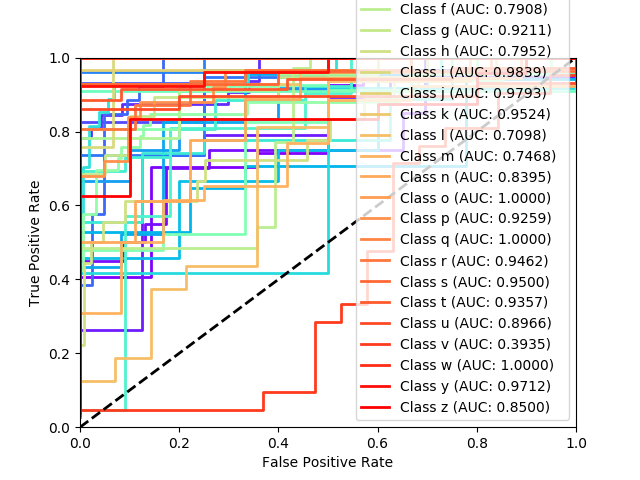 Class f (AUC: 0.7908)
Class g (AUC: 0.9211)
Class h (AUC: 0.7952)
Class i (AUC: 0.9839)
Class j (AUC: 0.9793)
Class k (AUC: 0.9524)
Class l (AUC: 0.7098)
Class m (AUC: 0.7468)
Class n (AUC: 0.8395)
Class o (AUC: 1.0000)
Class p (AUC: 0.9259)
Class q (AUC: 1.0000)
Class r (AUC: 0.9462)
Class s (AUC: 0.9500)
Class t (AUC: 0.9357)
Class u (AUC: 0.8966)
Class v (AUC: 0.3935)
Class w (AUC: 1.0000)
Class y (AUC: 0.9712)
Class z (AUC: 0.8500)
1.0
0.8
0.6
0.4
0.2
0.0
True Positive Rate
0.0 0.2 0.4 0.6 0.8 1.0
False Positive Rate